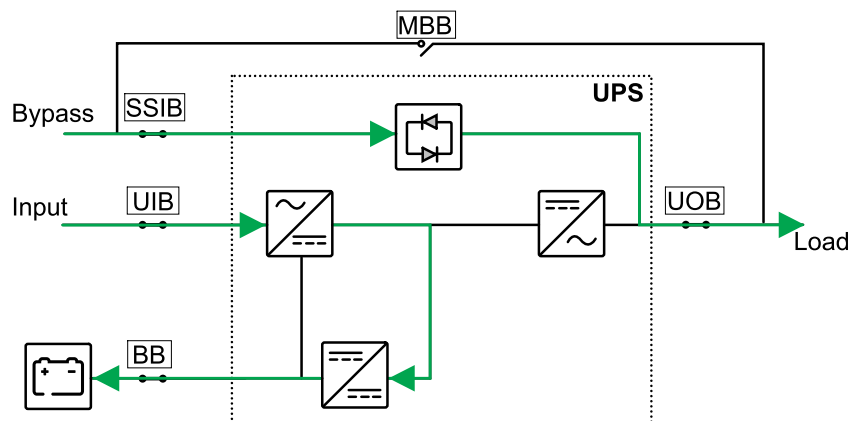 MBB
UPS
Bypass
SSIB
Input
UIB
UOB
Load
BB
+ -